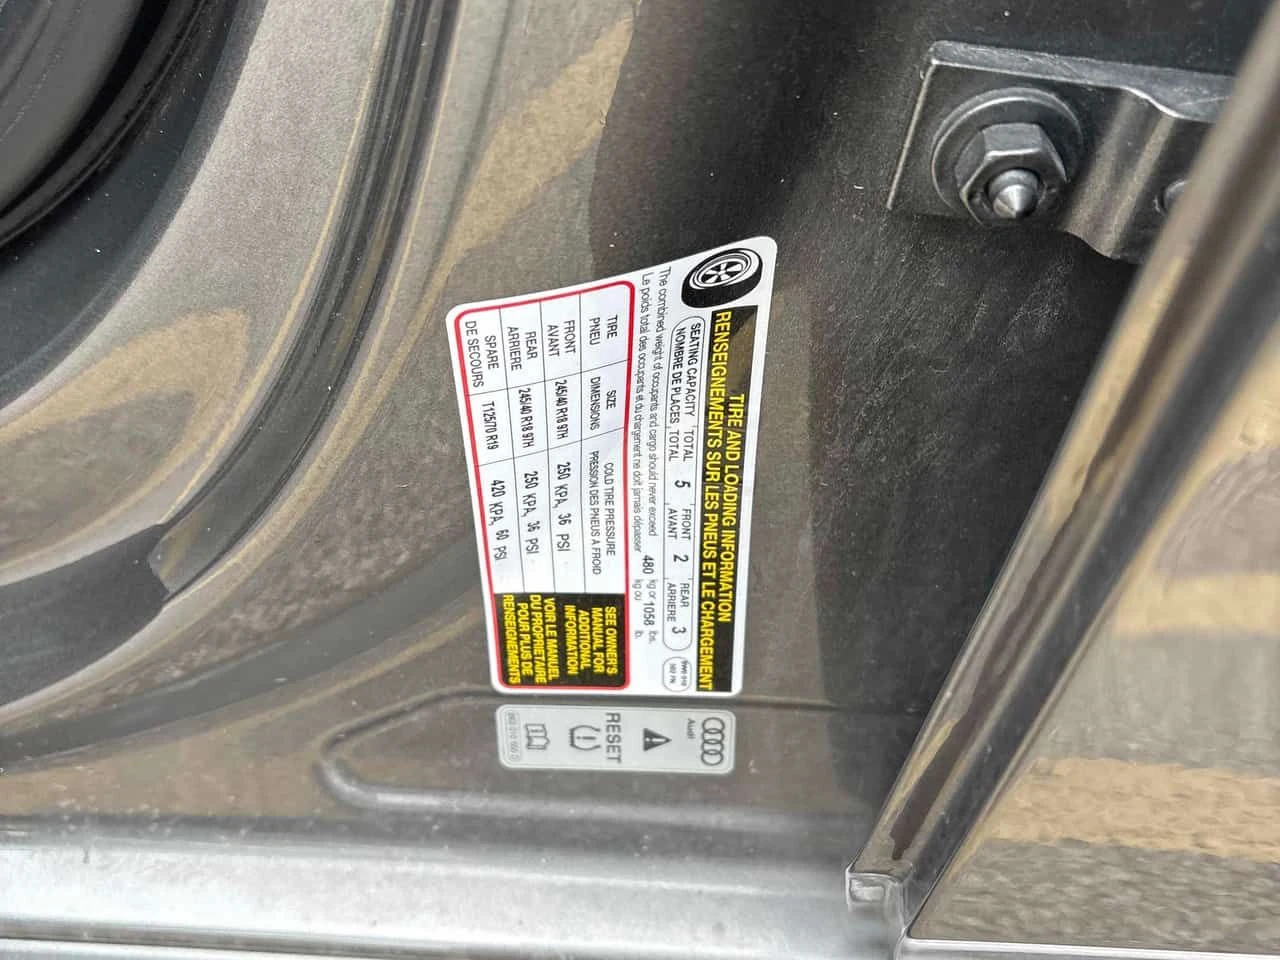 TIRE AND LOADING INFORMATION
RENSEIGNEMENTS SUR LES PNEUS ET LE CHARGEMENT
SEATING CAPACITY TOTAL 5 FRONT 2 REAR 3
NOMBRE DE PLACES TOTAL AVANT ARRIERE
The combined weight of occupants and cargo should never exceed 480 kg or 1058 lbs.
Le poids total des occupants et du chargement ne doit jamais dépasser kg ou lb.
TIRE SIZE COLD TIRE PRESSURE
PNEU DIMENSIONS PRESSION DES PNEUS A FROID
FRONT 245/40 R18 97H 250 KPA, 36 PSI
AVANT
REAR 245/40 R18 97H 250 KPA, 36 PSI
ARRIERE
SPARE T125/70 R19 420 KPA, 60 PSI
DE SECOURS
SEE OWNER'S
MANUAL FOR
ADDITIONAL
INFORMATION
VOIR LE MANUEL
DU PROPRIETAIRE
POUR PLUS DE
RENSEIGNEMENTS
Audi
RESET